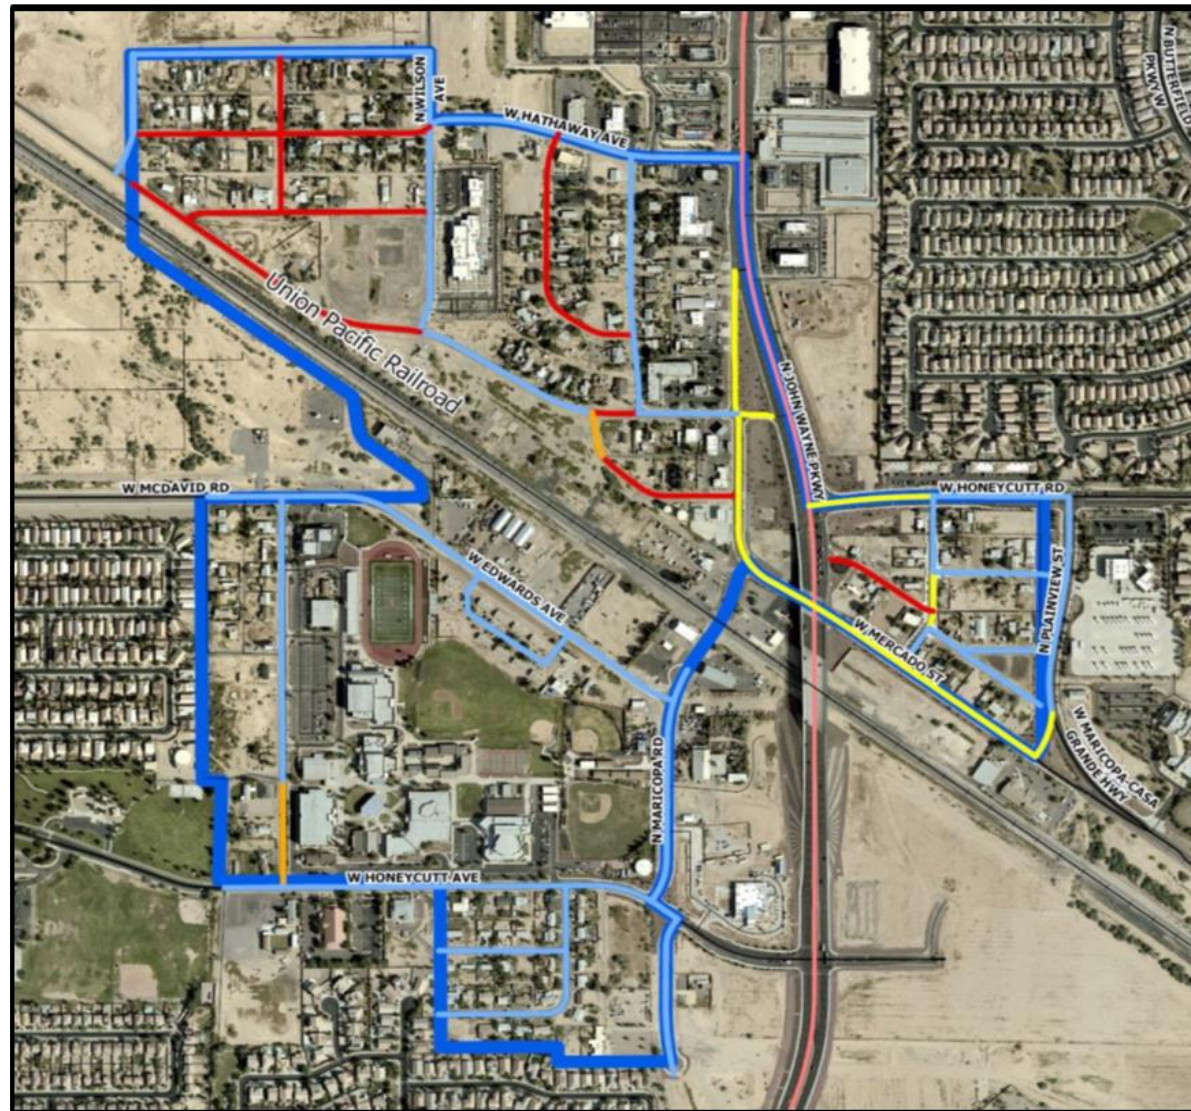 N BUTTERFIELD
PKWY W
N WILSON
AVE
W HATHAWAY AVE
Union Pacific Railroad
N JOHN WAYNE PKWY
W MCDAVID RD
W HONEYCUTT RD
W EDWARDS AVE
N PLAINVIEW ST
W MERCADO ST
W MARICOPA-CASA
GRANDE HWY
N MARICOPA RD
W HONEYCUTT AVE